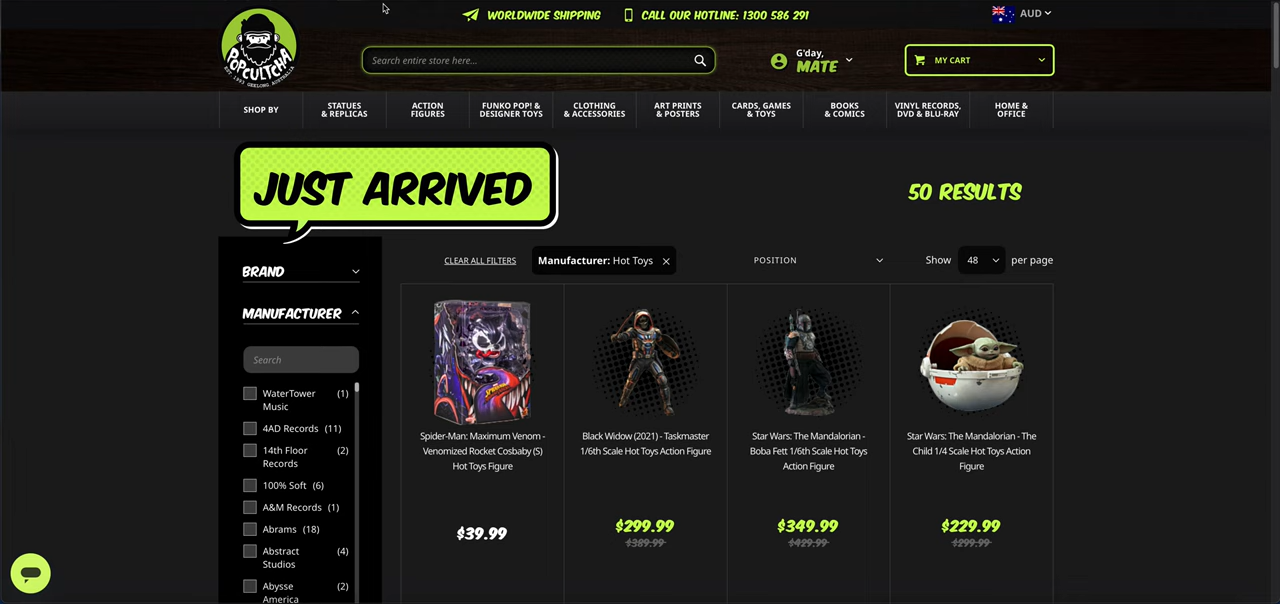 WORLDWIDE SHIPPING
CALL OUR HOTLINE: 1300 586 291
AUD
POPCULTCHA
EST. 1993 GEELONG, AUSTRALIA
Search entire store here...
G'day,
MATE
MY CART
SHOP BY
STATUES
& REPLICAS
ACTION
FIGURES
FUNKO POP! &
DESIGNER TOYS
CLOTHING
& ACCESSORIES
ART PRINTS
& POSTERS
CARDS, GAMES
& TOYS
BOOKS
& COMICS
VINYL RECORDS,
DVD & BLU-RAY
HOME &
OFFICE
JUST ARRIVED
50 RESULTS
CLEAR ALL FILTERS
Manufacturer: Hot Toys
POSITION
Show 48 per page
BRAND
MANUFACTURER
Search
WaterTower (1)
Music
4AD Records (11)
14th Floor (2)
Records
100% Soft (6)
A&M Records (1)
Abrams (18)
Abstract (4)
Studios
Abysse (2)
America
Spider-Man: Maximum Venom -
Venomized Rocket Cosbaby (S)
Hot Toys Figure
$39.99
Black Widow (2021) - Taskmaster
1/6th Scale Hot Toys Action Figure
$299.99
$389.99
Star Wars: The Mandalorian -
Boba Fett 1/6th Scale Hot Toys
Action Figure
$349.99
$429.99
Star Wars: The Mandalorian - The
Child 1/4 Scale Hot Toys Action
Figure
$229.99
$299.99